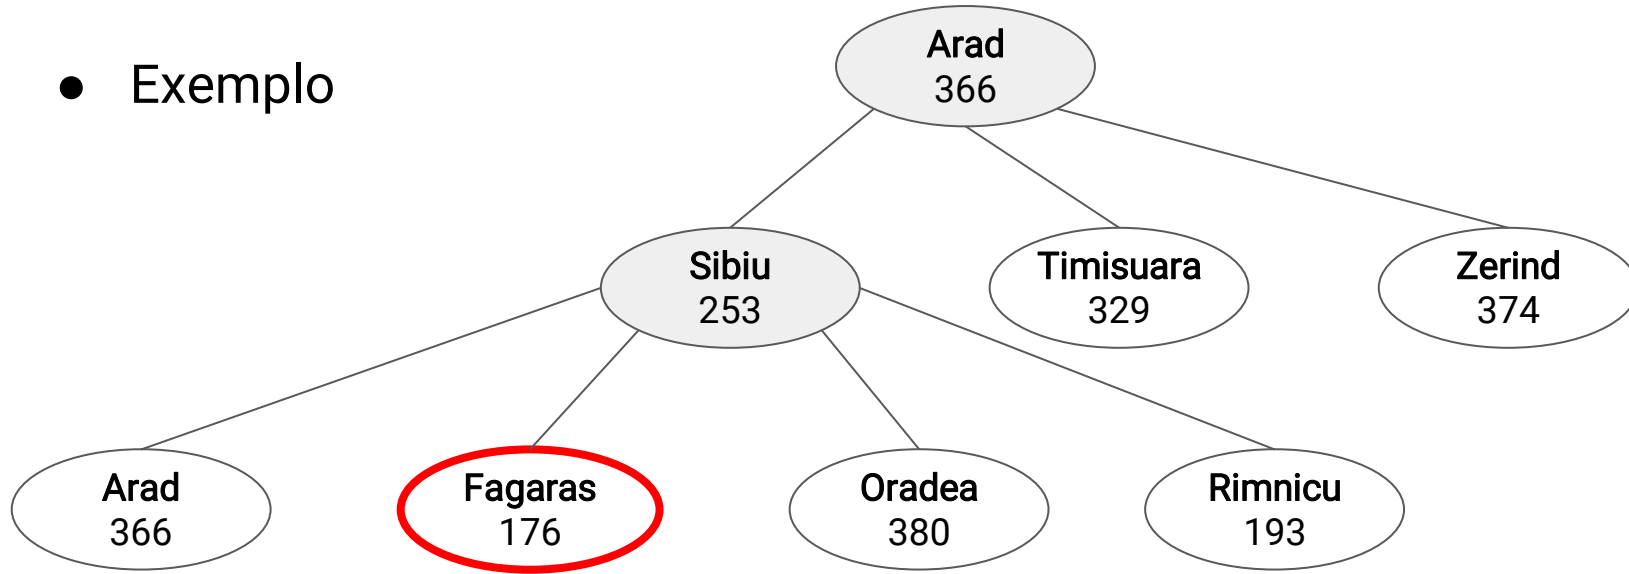 ● Exemplo
Arad
366
Sibiu
253
Timisuara
329
Zerind
374
Arad
366
Fagaras
176
Oradea
380
Rimnicu
193